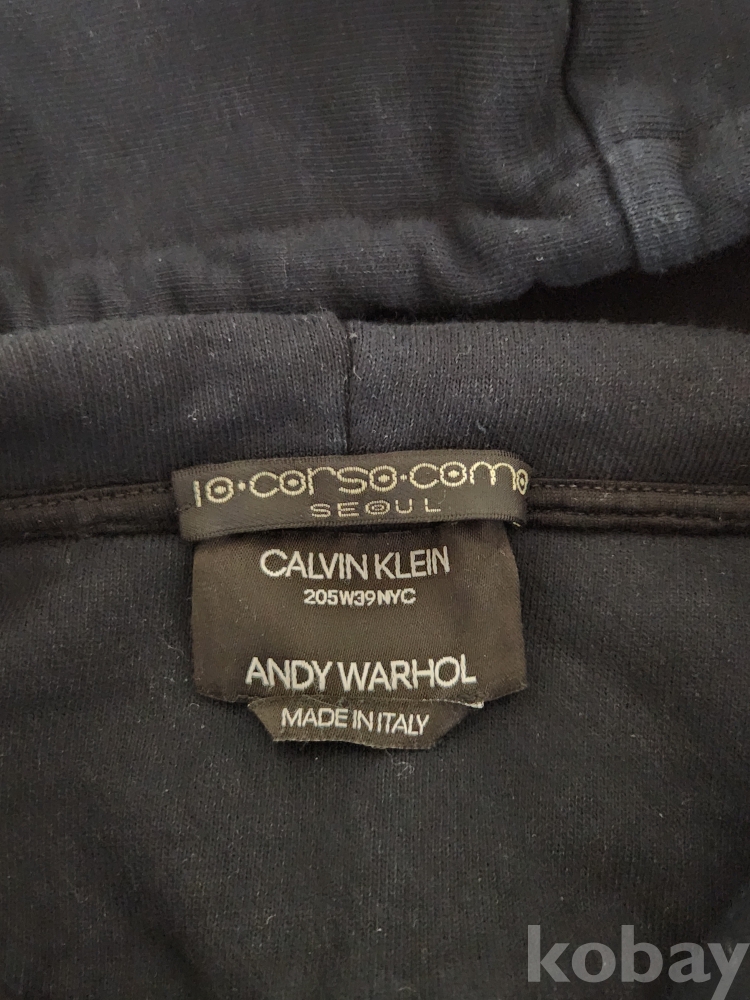 10·corso·como
SEOUL
CALVIN KLEIN
205W39NYC
ANDY WARHOL
MADE IN ITALY
kobay